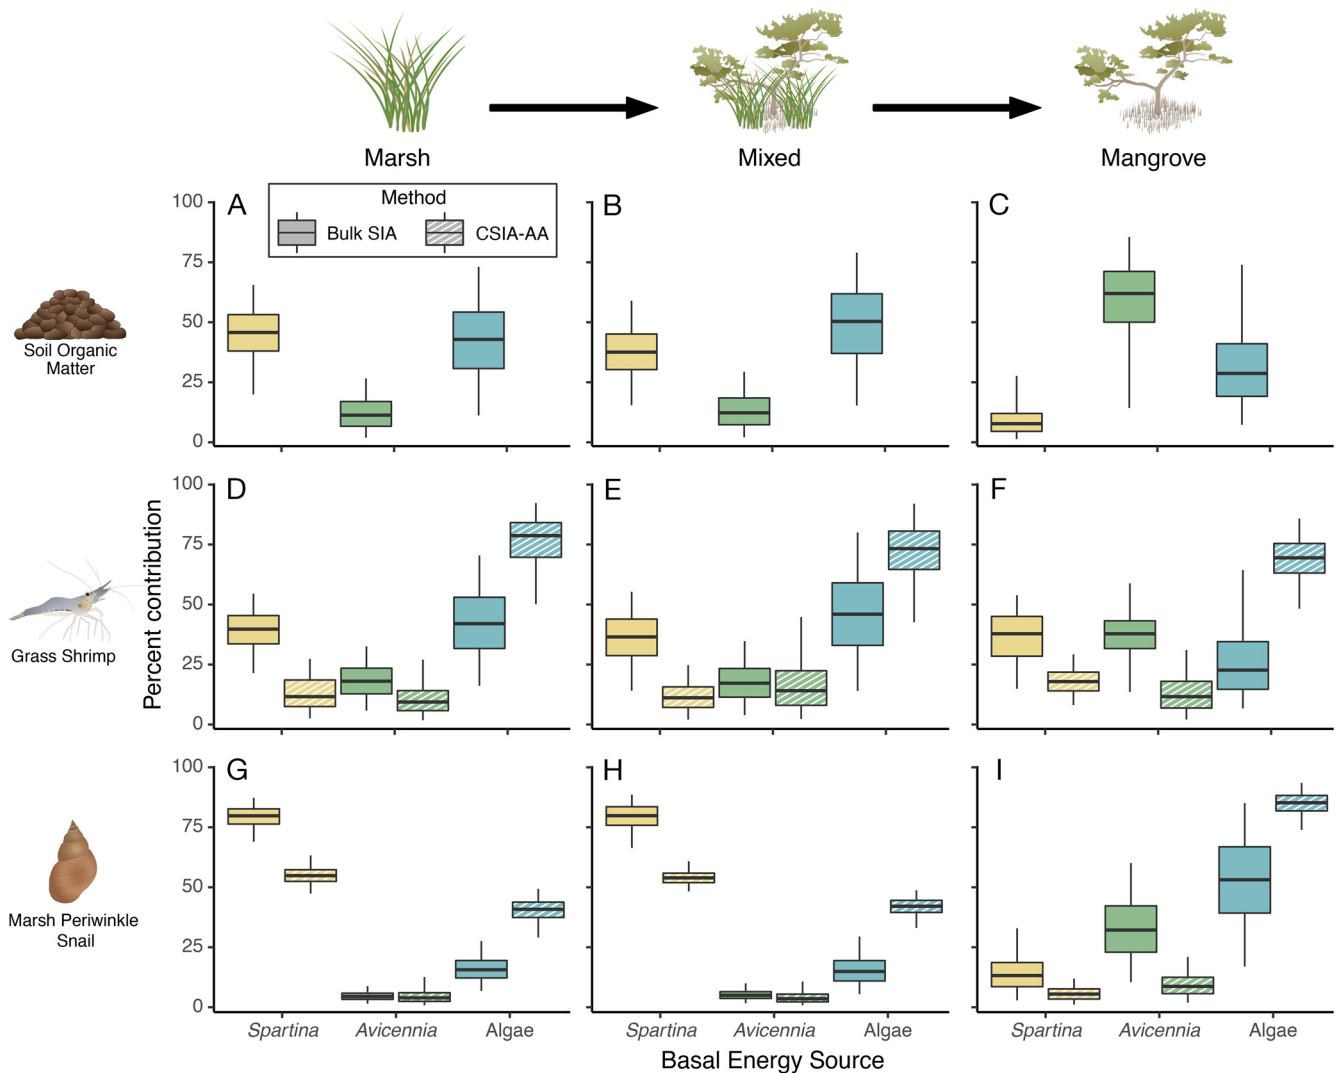 Marsh
Mixed
Mangrove
A
Method
Bulk SIA
CSIA-AA
B
C
100
75
50
25
0
Soil Organic
Matter
D
E
F
100
75
50
25
0
Grass Shrimp
Percent contribution
G
H
I
100
75
50
25
0
Marsh Periwinkle
Snail
Spartina
Avicennia
Algae
Spartina
Avicennia
Algae
Spartina
Avicennia
Algae
Basal Energy Source